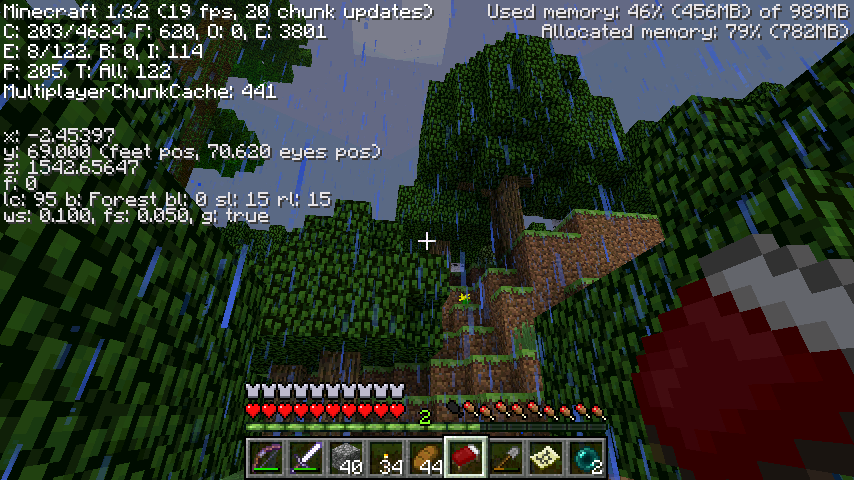 Minecraft 1.3.2 (19 fps, 20 chunk updates)
C: 203/4624, F: 620, O: 0, E: 3801
E: 8/122, B: 0, I: 114
P: 205. T: All: 122
MultiplayerChunkCache: 441
Used memory: 46% (456MB) of 989MB
Allocated memory: 79% (782MB)
x: -3.45397
y: 69.000 (feet pos, 70.620 eyes pos)
z: 1542.65647
f: 0
lc: 95 b: Forest bl: 0 sl: 15 rl: 15
ws: 0.100, fs: 0.050, g: true
2
40
34
44
2